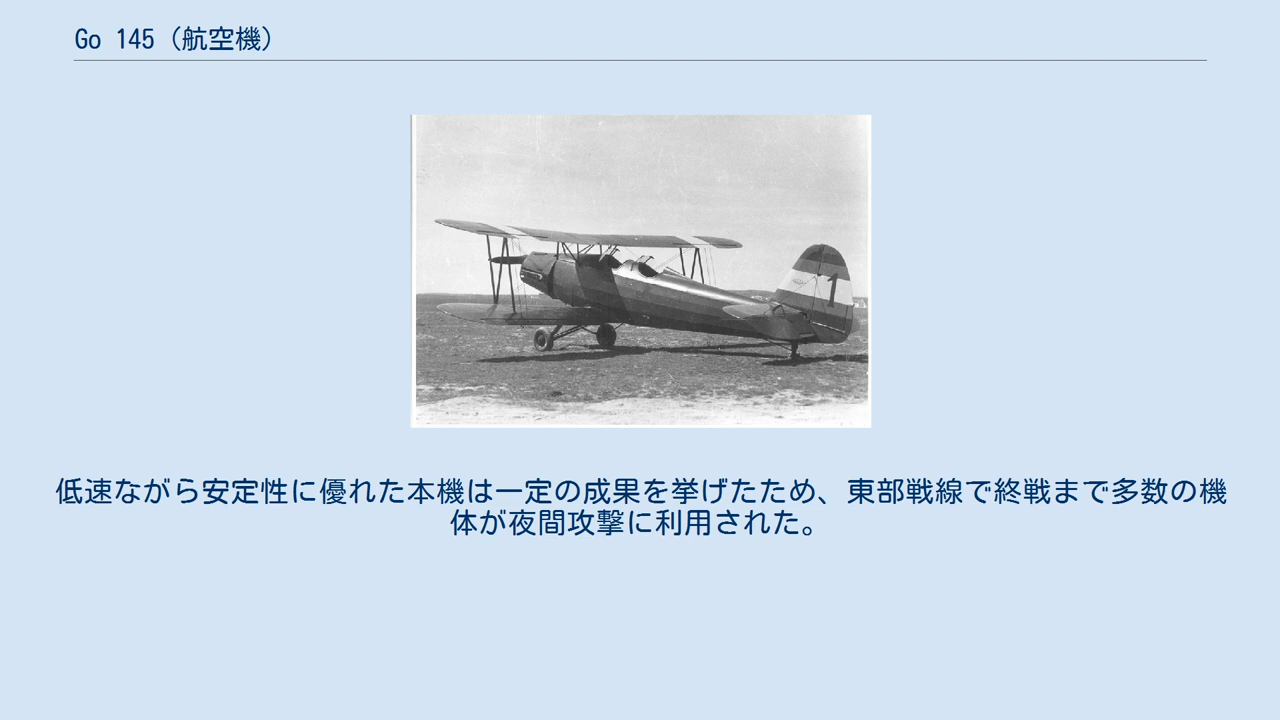 Go 145（航空機）
1
低速ながら安定性に優れた本機は一定の成果を挙げたため、東部戦線で終戦まで多数の機
体が夜間攻撃に利用された。